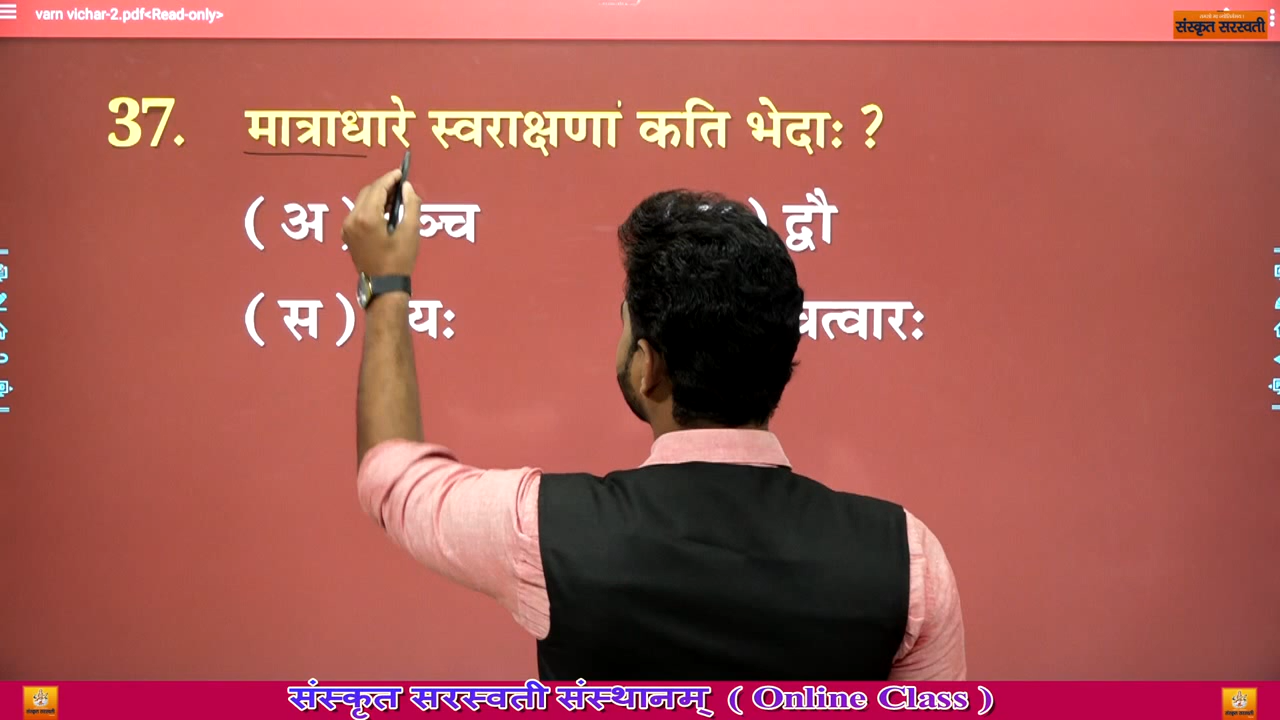 varn vichar-2.pdf<Read-only>
संस्कृत सरस्वती
37. मात्राधारे स्वराक्षणां कति भेदाः ?
( अ ) ञ्च ) द्वौ
( स ) यः त्वारः
संस्कृत सरस्वती संस्थानम् ( Online Class )